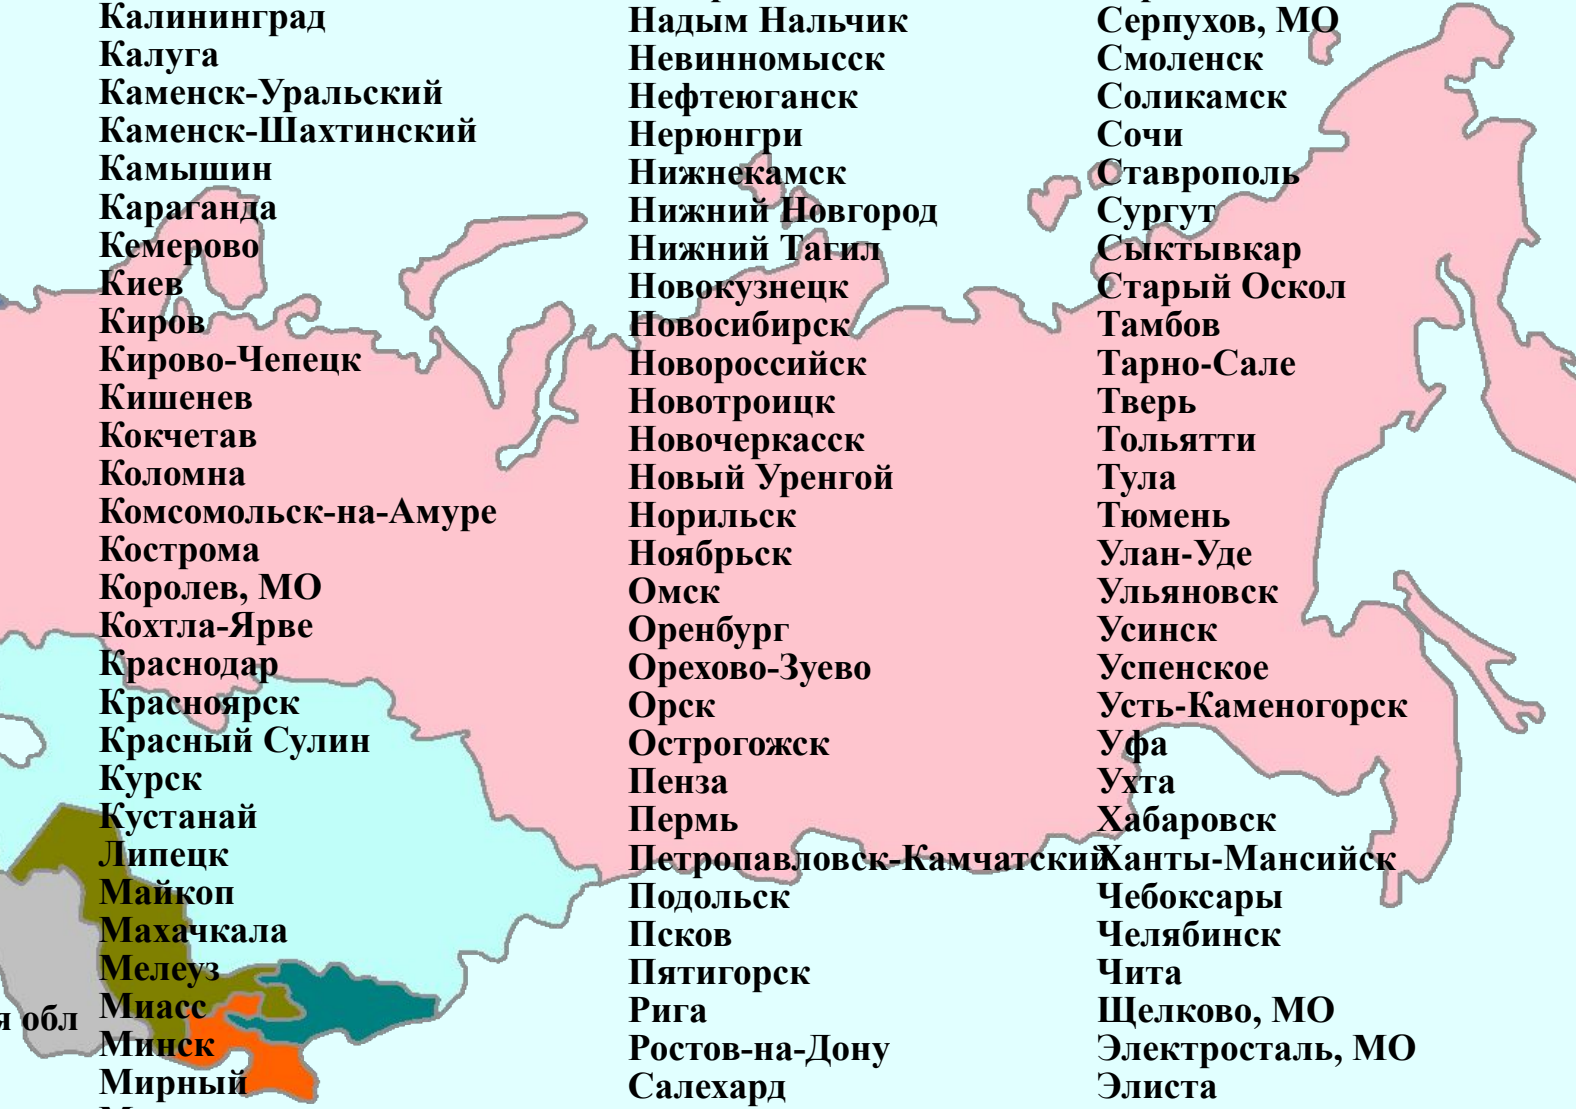 Калининград
Калуга
Каменск-Уральский
Каменск-Шахтинский
Камышин
Караганда
Кемерово
Киев
Киров
Кирово-Чепецк
Кишенев
Кокчетав
Коломна
Комсомольск-на-Амуре
Кострома
Королев, МО
Кохтла-Ярве
Краснодар
Красноярск
Красный Сулин
Курск
Кустанай
Липецк
Майкоп
Махачкала
Мелеуз
Миасс
Минск
Мирный
я обл
Надым Нальчик
Невинномысск
Нефтеюганск
Нерюнгри
Нижнекамск
Нижний Новгород
Нижний Тагил
Новокузнецк
Новосибирск
Новороссийск
Новотроицк
Новочеркасск
Новый Уренгой
Норильск
Ноябрьск
Омск
Оренбург
Орехово-Зуево
Орск
Острогожск
Пенза
Пермь
Петропавловск-Камчатский
Подольск
Псков
Пятигорск
Рига
Ростов-на-Дону
Салехард
Серпухов, МО
Смоленск
Соликамск
Сочи
Ставрополь
Сургут
Сыктывкар
Старый Оскол
Тамбов
Тарно-Сале
Тверь
Тольятти
Тула
Тюмень
Улан-Уде
Ульяновск
Усинск
Успенское
Усть-Каменогорск
Уфа
Ухта
Хабаровск
Ханты-Мансийск
Чебоксары
Челябинск
Чита
Щелково, МО
Электросталь, МО
Элиста